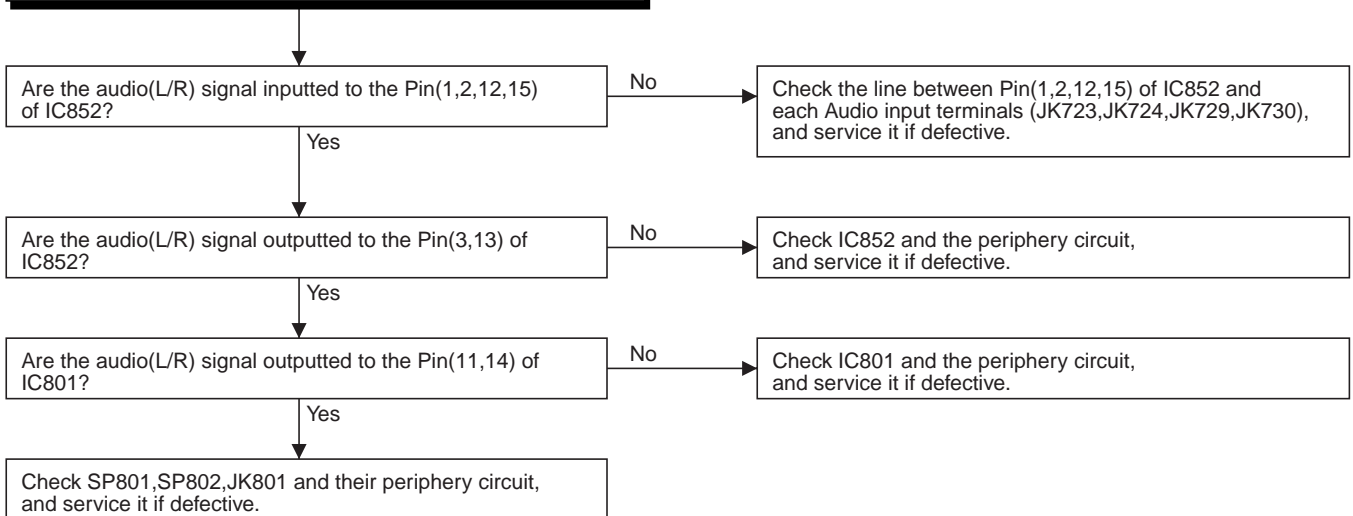 Are the audio(L/R) signal inputted to the Pin(1,2,12,15)
of IC852?
No
Check the line between Pin(1,2,12,15) of IC852 and
each Audio input terminals (JK723,JK724,JK729,JK730),
and service it if defective.
Yes
Are the audio(L/R) signal outputted to the Pin(3,13) of
IC852?
No
Check IC852 and the periphery circuit,
and service it if defective.
Yes
Are the audio(L/R) signal outputted to the Pin(11,14) of
IC801?
No
Check IC801 and the periphery circuit,
and service it if defective.
Yes
Check SP801,SP802,JK801 and their periphery circuit,
and service it if defective.